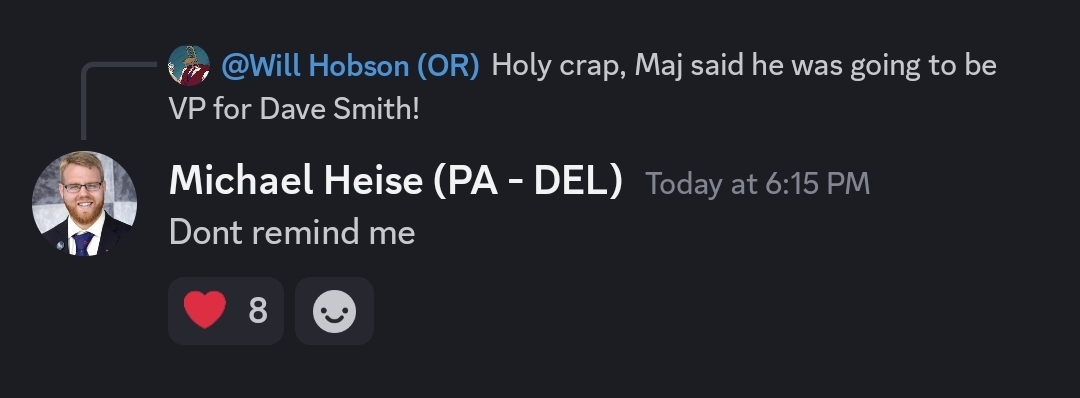 @Will Hobson (OR) Holy crap, Maj said he was going to be
VP for Dave Smith!
Michael Heise (PA - DEL) Today at 6:15 PM
Dont remind me
8